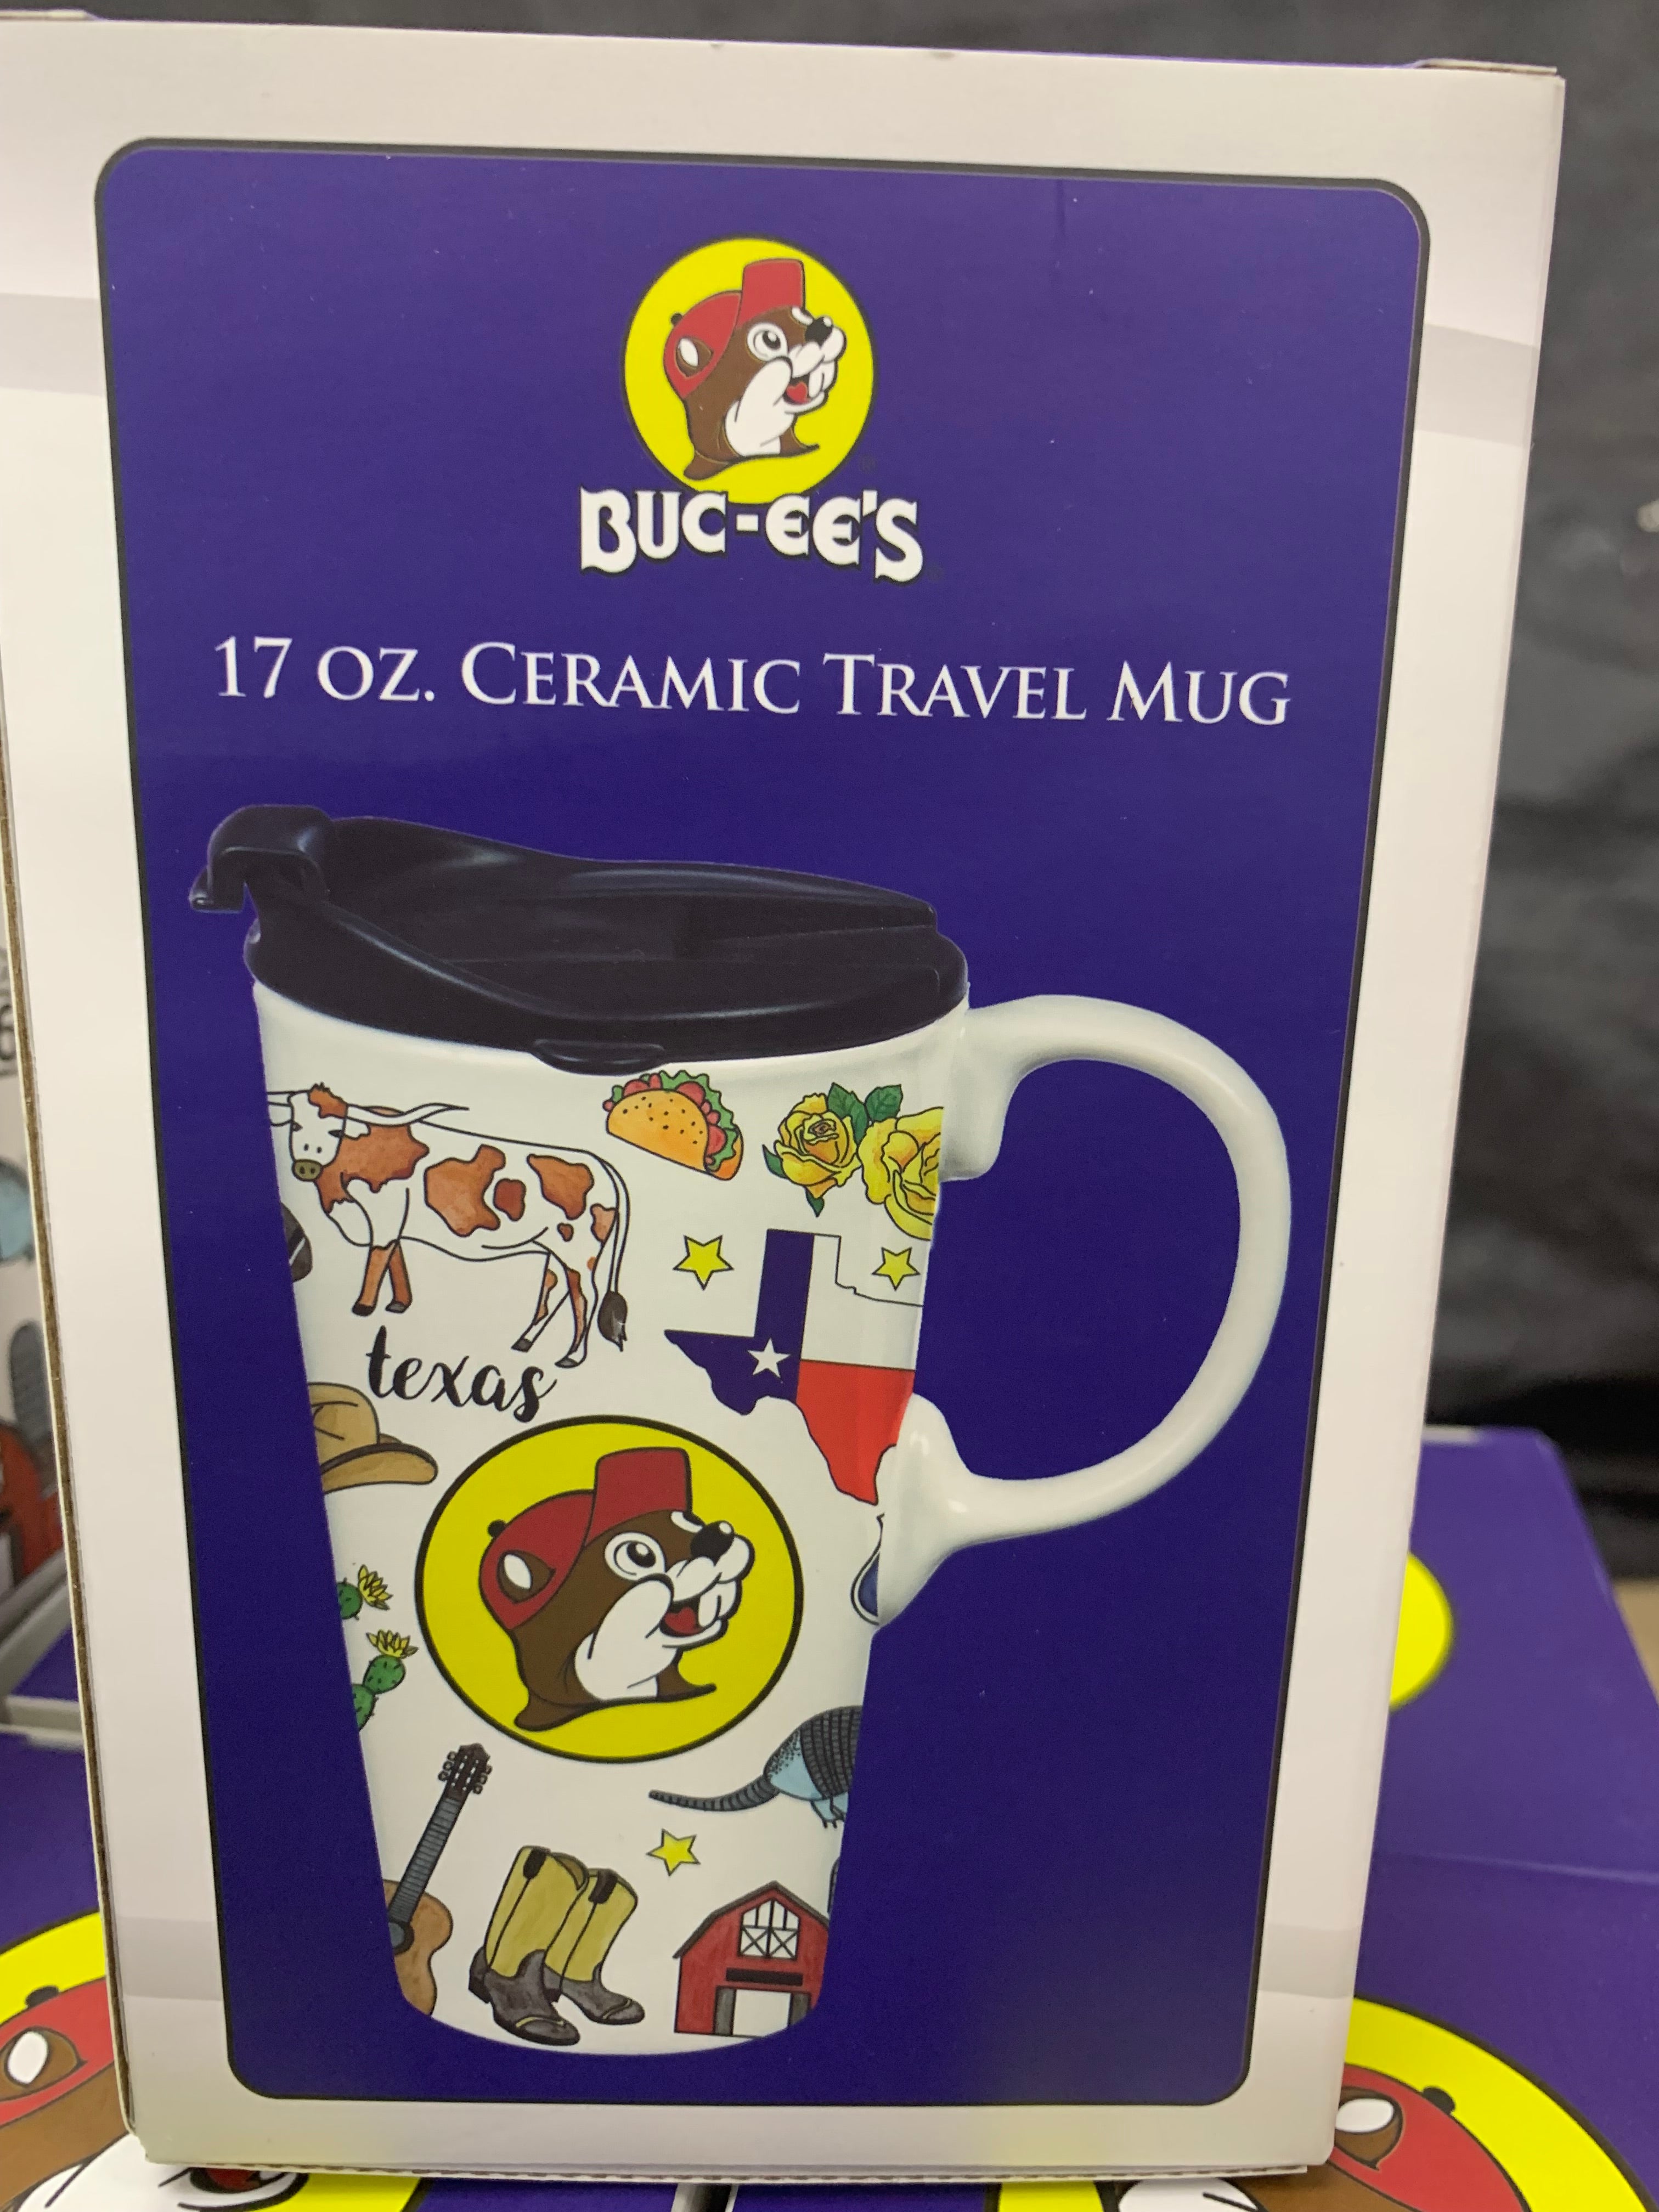 BUC-EE'S
17 OZ. CERAMIC TRAVEL MUG
texas